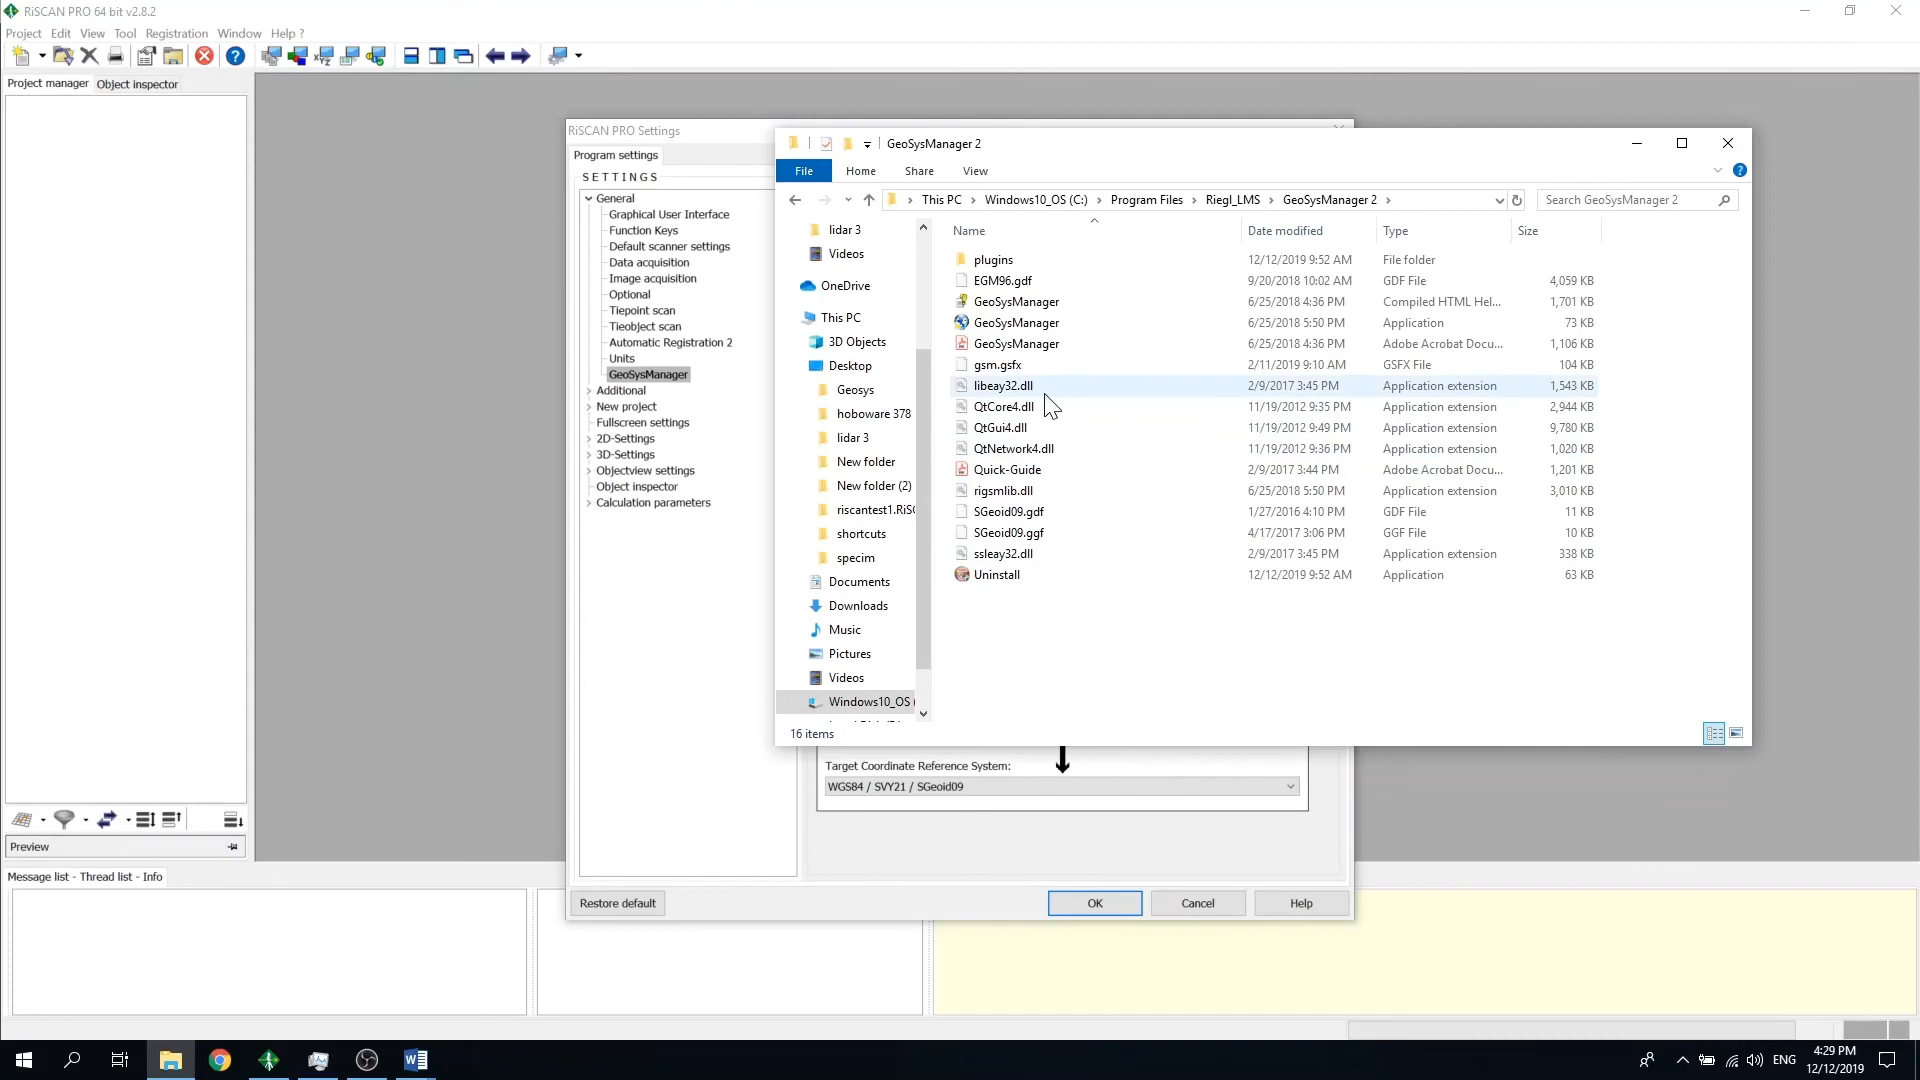 RiSCAN PRO 64 bit v2.8.2
Project Edit View Tool Registration Window Help ?
Project manager Object inspector
RiSCAN PRO Settings
Program settings
SETTINGS
General
Graphical User Interface
Function Keys
Default scanner settings
Data acquisition
Image acquisition
Optional
Tiepoint scan
Tieobject scan
Automatic Registration 2
Units
GeoSysManager
Additional
New project
Fullscreen settings
2D-Settings
3D-Settings
Objectview settings
Object inspector
Calculation parameters
GeoSysManager 2
File Home Share View
This PC > Windows10_OS (C:) > Program Files > Riegl_LMS > GeoSysManager 2 >
Search GeoSysManager 2
lidar 3
Videos
OneDrive
This PC
3D Objects
Desktop
Geosys
hoboware 378
lidar 3
New folder
New folder (2)
riscantest1.RiSC
shortcuts
specim
Documents
Downloads
Music
Pictures
Videos
Windows10_OS (
Name Date modified Type Size
plugins 12/12/2019 9:52 AM File folder
EGM96.gdf 9/20/2018 10:02 AM GDF File 4,059 KB
GeoSysManager 6/25/2018 4:36 PM Compiled HTML Hel... 1,701 KB
GeoSysManager 6/25/2018 5:50 PM Application 73 KB
GeoSysManager 6/25/2018 4:36 PM Adobe Acrobat Docu... 1,106 KB
gsm.gsfx 2/11/2019 9:10 AM GSFX File 104 KB
libeay32.dll 2/9/2017 3:45 PM Application extension 1,543 KB
QtCore4.dll 11/19/2012 9:35 PM Application extension 2,944 KB
QtGui4.dll 11/19/2012 9:49 PM Application extension 9,780 KB
QtNetwork4.dll 11/19/2012 9:36 PM Application extension 1,020 KB
Quick-Guide 2/9/2017 3:44 PM Adobe Acrobat Docu... 1,201 KB
rigsmlib.dll 6/25/2018 5:50 PM Application extension 3,010 KB
SGeoid09.gdf 1/27/2016 4:10 PM GDF File 11 KB
SGeoid09.ggf 4/17/2017 3:06 PM GGF File 10 KB
ssleay32.dll 2/9/2017 3:45 PM Application extension 338 KB
Uninstall 12/12/2019 9:52 AM Application 63 KB
16 items
Target Coordinate Reference System:
WGS84 / SVY21 / SGeoid09
Restore default OK Cancel Help
Preview
Message list - Thread list - Info
ENG
4:29 PM
12/12/2019